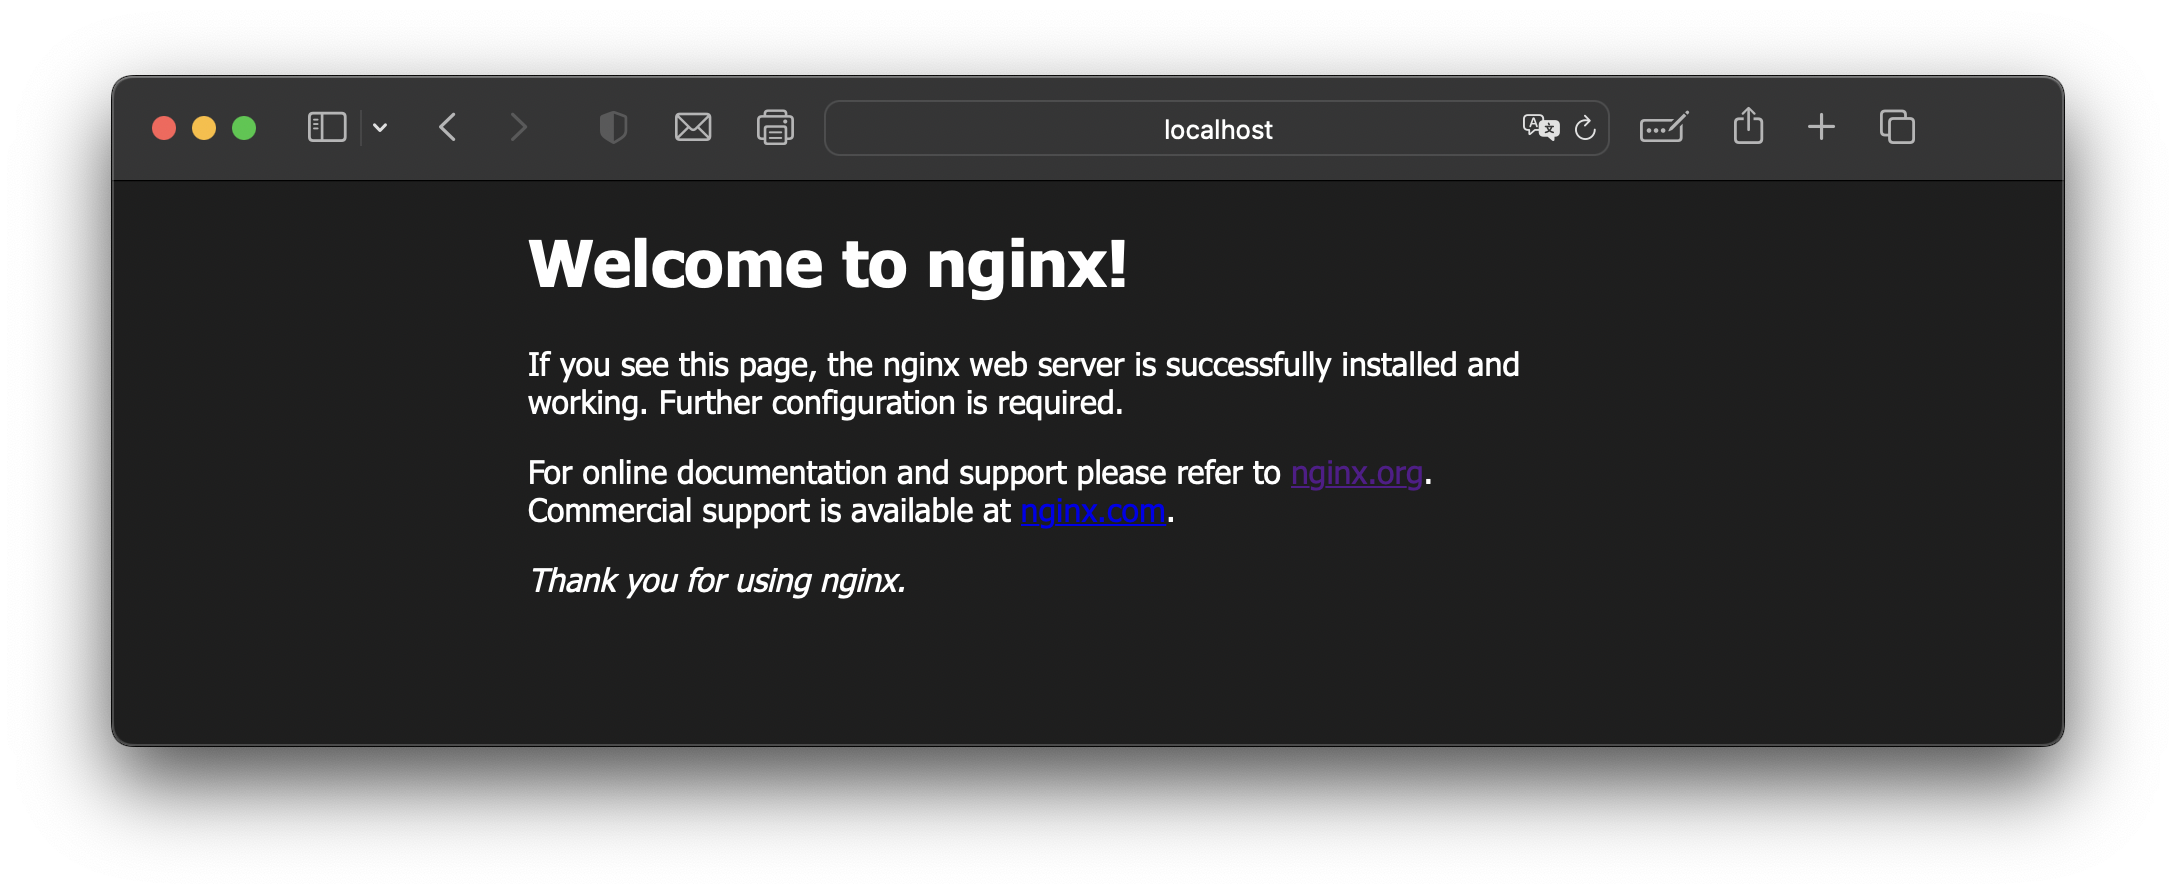 localhost
Welcome to nginx!
If you see this page, the nginx web server is successfully installed and
working. Further configuration is required.
For online documentation and support please refer to nginx.org.
Commercial support is available at nginx.com.
Thank you for using nginx.